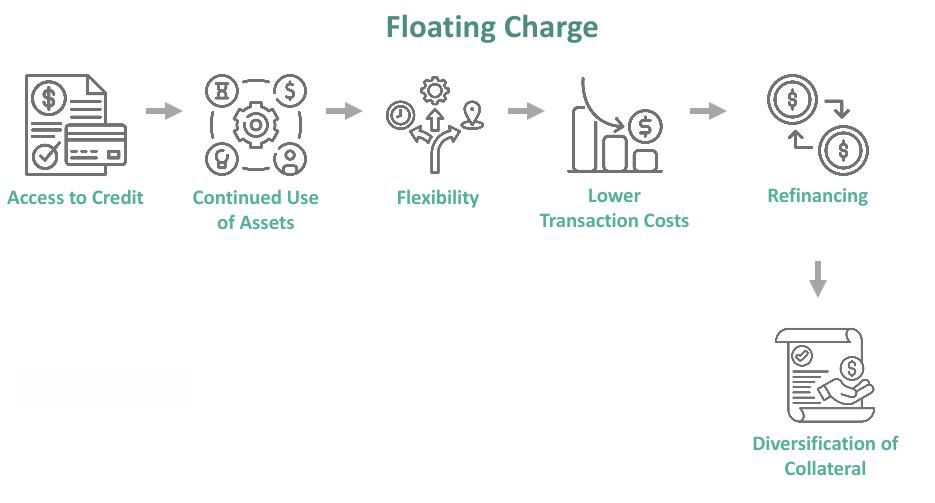 Floating Charge
Access to Credit
Continued Use
of Assets
Flexibility
Lower
Transaction Costs
Refinancing
Diversification of
Collateral